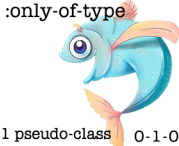 :only-of-type
1 pseudo-class
0-1-0